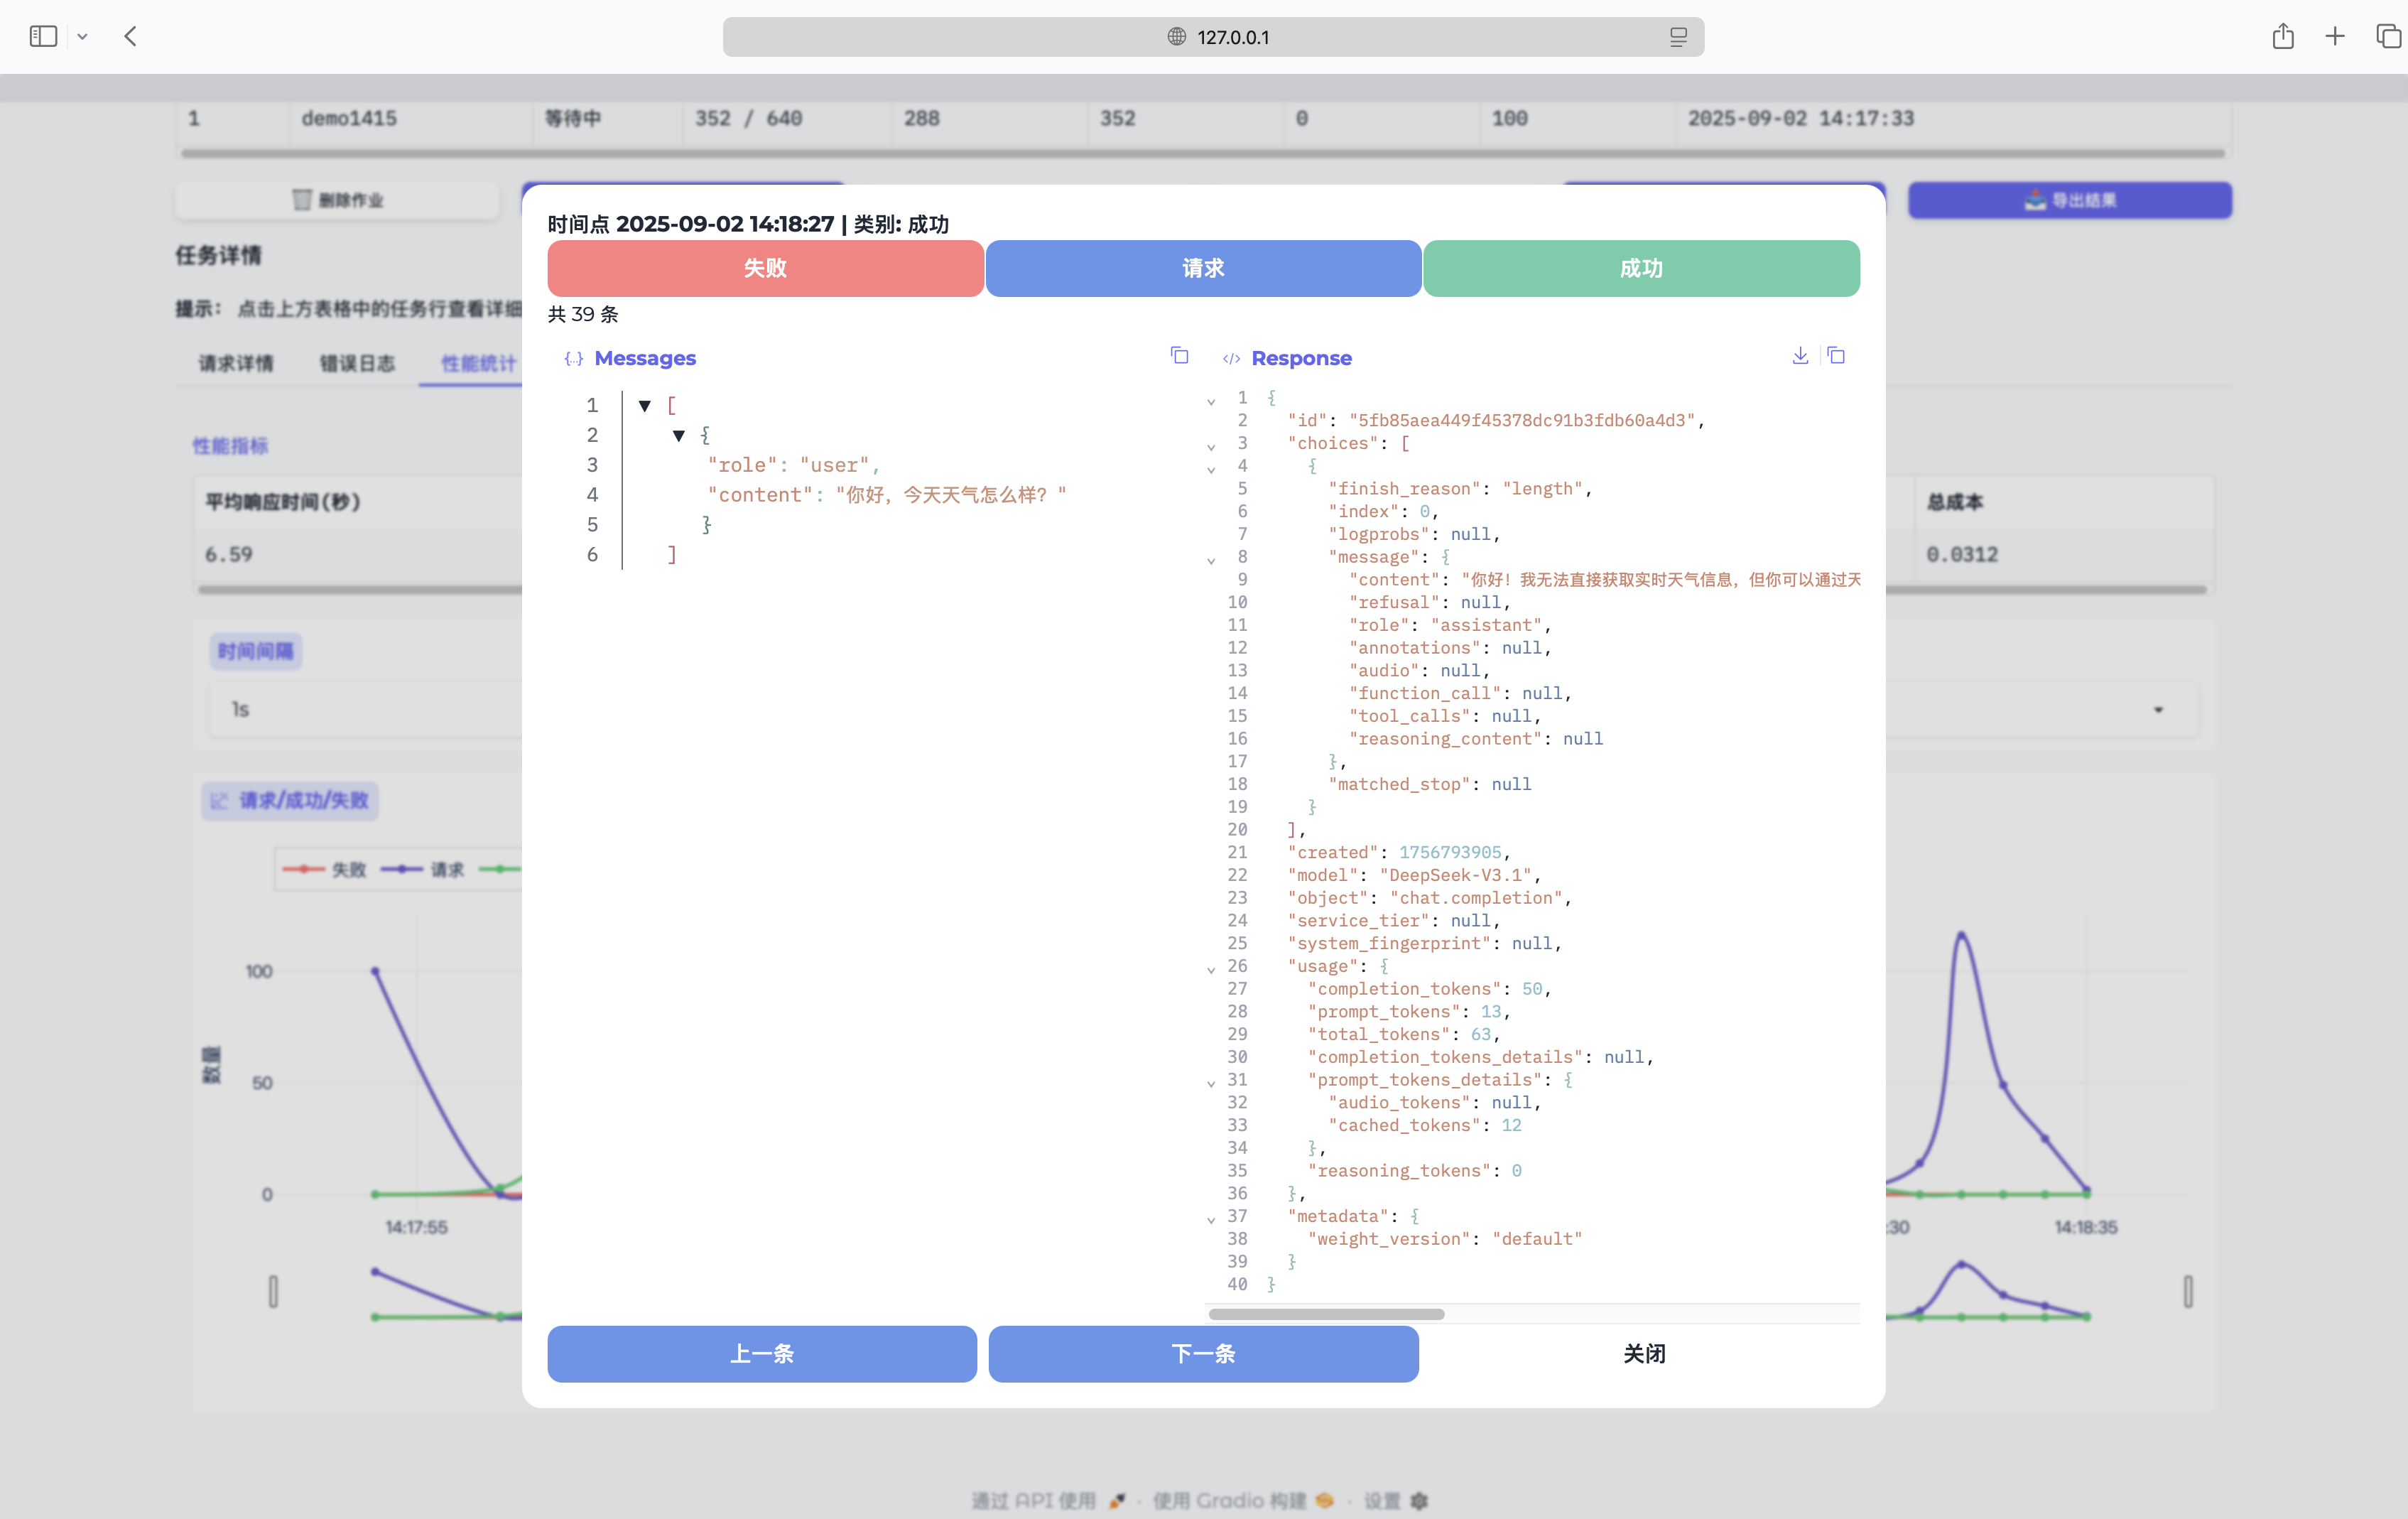 127.0.0.1
1 demo1415 等待中 352 / 640 288 352 0 100 2025-09-02 14:17:33
删除作业 导出结果
任务详情
提示： 点击上方表格中的任务行查看详细
请求详情 错误日志 性能统计
性能指标
平均响应时间(秒) 总成本
6.59 0.0312
时间间隔
1s
请求/成功/失败
失败 请求
数量
100
50
0
14:17:55 :30 14:18:35
时间点 2025-09-02 14:18:27 | 类别: 成功
失败 请求 成功
共 39 条
{..} Messages
1 ▼ [
2 ▼ {
3 "role": "user",
4 "content": "你好，今天天气怎么样？"
5 }
6 ]
</> Response
1 {
2 "id": "5fb85aea449f45378dc91b3fdb60a4d3",
3 "choices": [
4 {
5 "finish_reason": "length",
6 "index": 0,
7 "logprobs": null,
8 "message": {
9 "content": "你好！我无法直接获取实时天气信息，但你可以通过天
10 "refusal": null,
11 "role": "assistant",
12 "annotations": null,
13 "audio": null,
14 "function_call": null,
15 "tool_calls": null,
16 "reasoning_content": null
17 },
18 "matched_stop": null
19 }
20 ],
21 "created": 1756793905,
22 "model": "DeepSeek-V3.1",
23 "object": "chat.completion",
24 "service_tier": null,
25 "system_fingerprint": null,
26 "usage": {
27 "completion_tokens": 50,
28 "prompt_tokens": 13,
29 "total_tokens": 63,
30 "completion_tokens_details": null,
31 "prompt_tokens_details": {
32 "audio_tokens": null,
33 "cached_tokens": 12
34 },
35 "reasoning_tokens": 0
36 },
37 "metadata": {
38 "weight_version": "default"
39 }
40 }
上一条 下一条 关闭
通过 API 使用 · 使用 Gradio 构建 · 设置